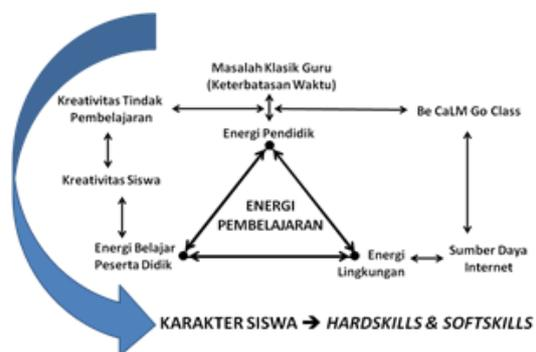 Masalah Klasik Guru
(Keterbatasan Waktu)
Kreativitas Tindak
Pembelajaran
Be CaLM Go Class
Energi Pendidik
Kreativitas Siswa
ENERGI
PEMBELAJARAN
Energi Belajar
Peserta Didik
Energi
Lingkungan
Sumber Daya
Internet
KARAKTER SISWA → HARDSKILLS & SOFTSKILLS